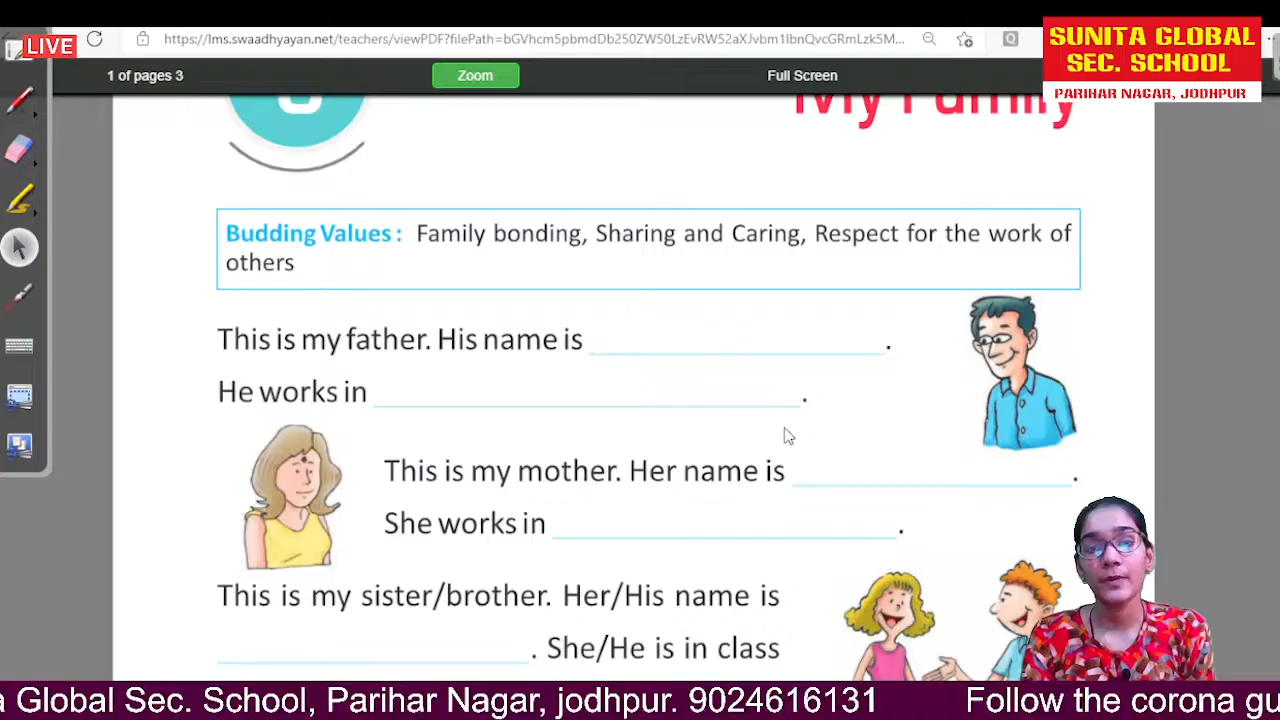 LIVE
https://lms.swaadhyayan.net/teachers/viewPDF?filePath=bGVhcm5pbmdDb250ZW50LzEvRW52aXJvbm1lbnQvcGRmLzk5M...
SUNITA GLOBAL
SEC. SCHOOL
PARIHAR NAGAR, JODHPUR
1 of pages 3
Zoom
Full Screen
My Family
Budding Values : Family bonding, Sharing and Caring, Respect for the work of
others
This is my father. His name is .
He works in .
This is my mother. Her name is .
She works in .
This is my sister/brother. Her/His name is
. She/He is in class
a Global Sec. School, Parihar Nagar, jodhpur. 9024616131 Follow the corona gu